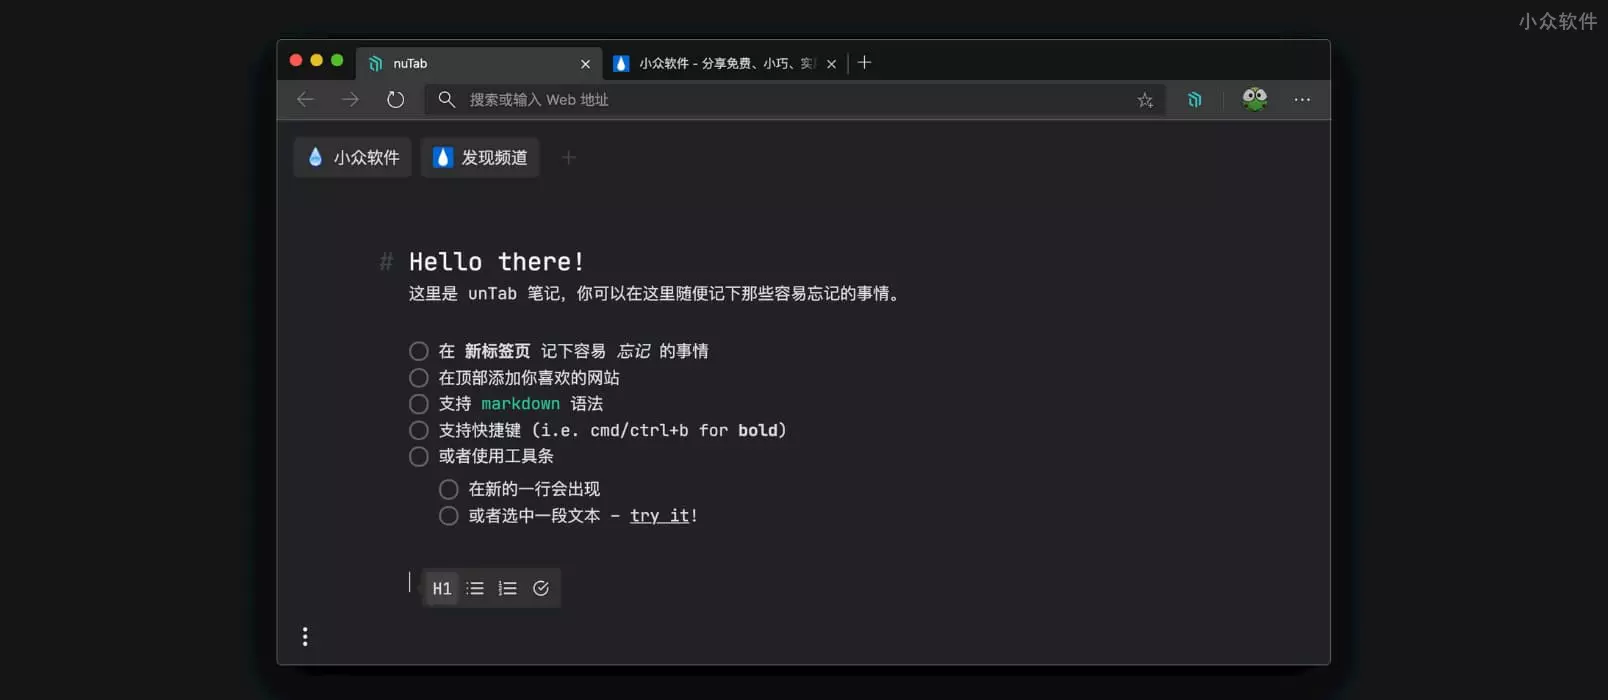 小众软件
nuTab
小众软件 - 分享免费、小巧、实
搜索或输入 Web 地址
小众软件
发现频道
# Hello there!
这里是 unTab 笔记，你可以在这里随便记下那些容易忘记的事情。
在 新标签页 记下容易 忘记 的事情
在顶部添加你喜欢的网站
支持 markdown 语法
支持快捷键 (i.e. cmd/ctrl+b for bold)
或者使用工具条
在新的一行会出现
或者选中一段文本 – try it!
H1